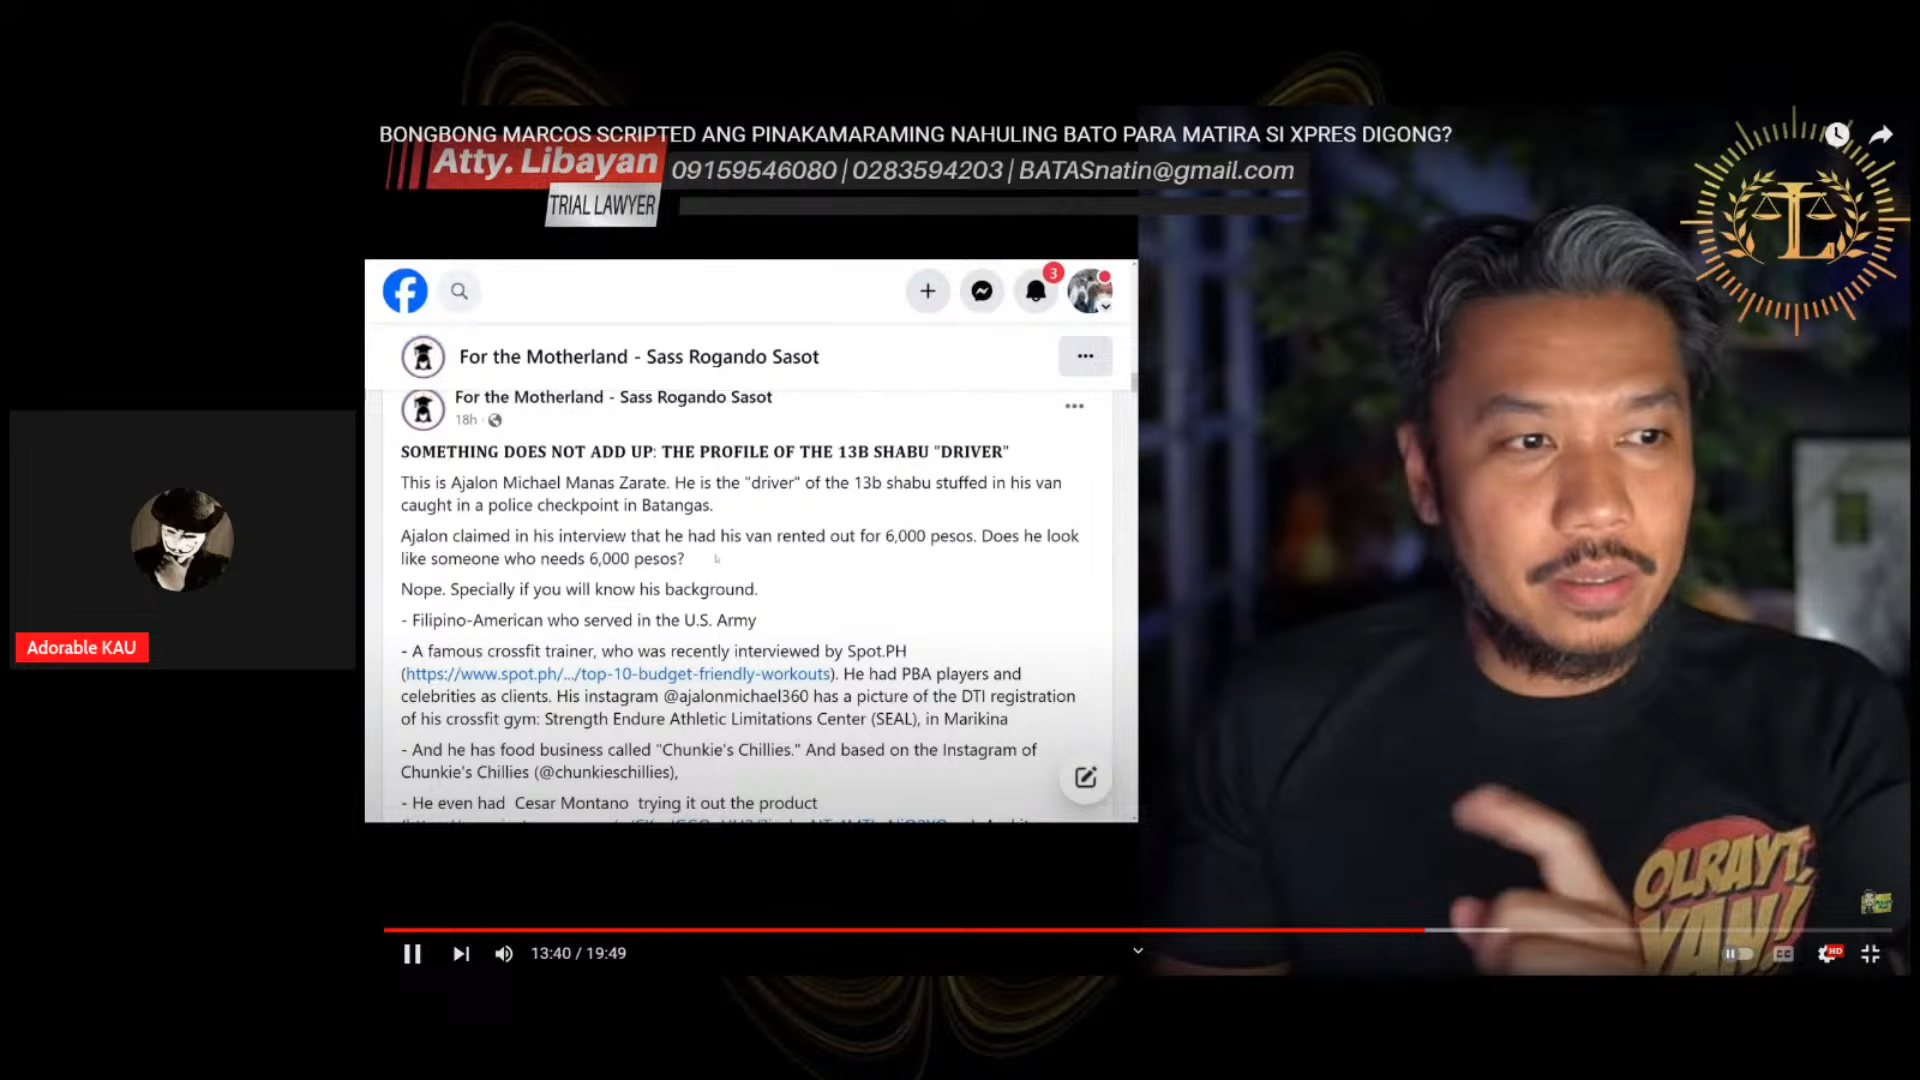 BONGBONG MARCOS SCRIPTED ANG PINAKAMARAMING NAHULING BATO PARA MATIRA SI XPRES DIGONG?
Atty. Libayan
09159546080 | 0283594203 | BATASnatin@gmail.com
TRIAL LAWYER
L
3
For the Motherland - Sass Rogando Sasot
For the Motherland - Sass Rogando Sasot
18h ·
SOMETHING DOES NOT ADD UP: THE PROFILE OF THE 13B SHABU "DRIVER"
This is Ajalon Michael Manas Zarate. He is the "driver" of the 13b shabu stuffed in his van
caught in a police checkpoint in Batangas.
Ajalon claimed in his interview that he had his van rented out for 6,000 pesos. Does he look
like someone who needs 6,000 pesos?
Nope. Specially if you will know his background.
- Filipino-American who served in the U.S. Army
- A famous crossfit trainer, who was recently interviewed by Spot.PH
(https://www.spot.ph/.../top-10-budget-friendly-workouts). He had PBA players and
celebrities as clients. His instagram @ajalonmichael360 has a picture of the DTI registration
of his crossfit gym: Strength Endure Athletic Limitations Center (SEAL), in Marikina
- And he has food business called "Chunkie's Chillies." And based on the Instagram of
Chunkie's Chillies (@chunkieschillies),
- He even had Cesar Montano trying it out the product
Adorable KAU
OLRAYT,
YAN!
13:40 / 19:49
CC
HD